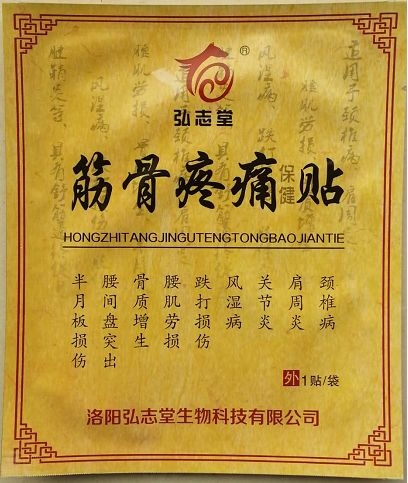 ®
弘志堂
筋骨疼痛保健贴
HONGZHITANGJINGUTENGTONGBAOJIANTIE
颈椎病
肩周炎
关节炎
风湿病
跌打损伤
腰肌劳损
骨质增生
腰间盘突出
半月板损伤
外 1贴/袋
洛阳弘志堂生物科技有限公司